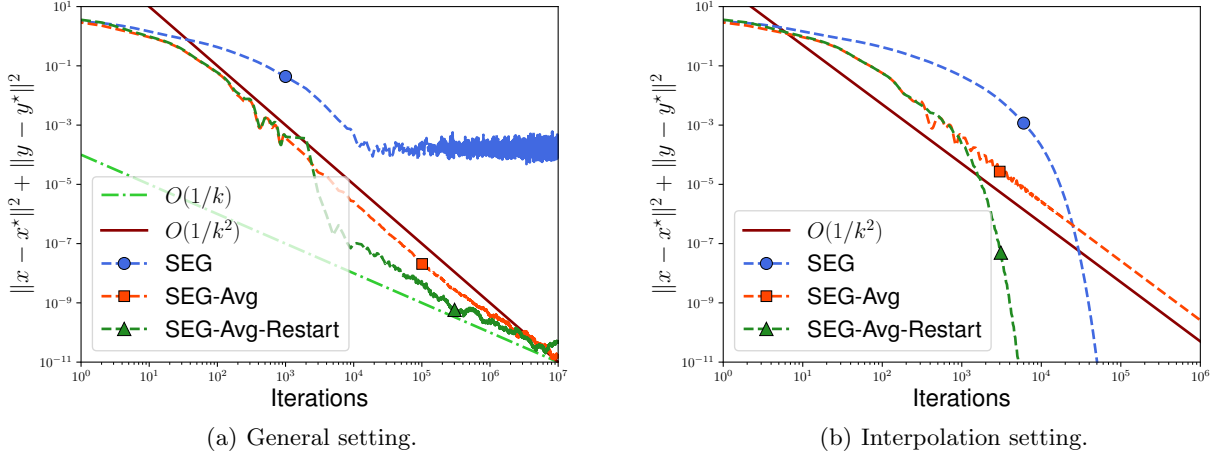 10^1
10^{-1}
10^{-3}
10^{-5}
10^{-7}
10^{-9}
10^{-11}
‖x − x⋆‖² + ‖y − y⋆‖²
O(1/k)
O(1/k²)
SEG
SEG-Avg
SEG-Avg-Restart
10^0 10^1 10^2 10^3 10^4 10^5 10^6 10^7
Iterations
(a) General setting.
10^1
10^{-1}
10^{-3}
10^{-5}
10^{-7}
10^{-9}
10^{-11}
‖x − x⋆‖² + ‖y − y⋆‖²
O(1/k²)
SEG
SEG-Avg
SEG-Avg-Restart
10^0 10^1 10^2 10^3 10^4 10^5 10^6
Iterations
(b) Interpolation setting.